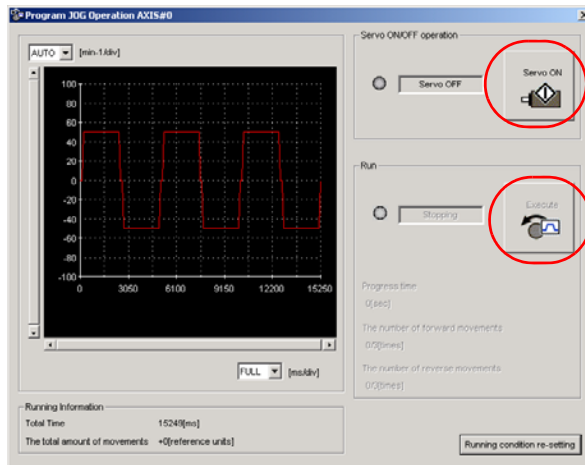 Program JOG Operation AXIS#0
AUTO [min-1/div]
100
80
60
40
20
0
-20
-40
-60
-80
-100
0 3050 6100 9150 12200 15250
FULL [ms/div]
Running Information
Total Time 15249[ms]
The total amount of movements +0[reference units]
Servo ON/OFF operation
Servo OFF
Servo ON
Run
Stopping
Execute
Progress time
0[sec]
The number of forward movements
0/3[times]
The number of reverse movements
0/3[times]
Running condition re-setting